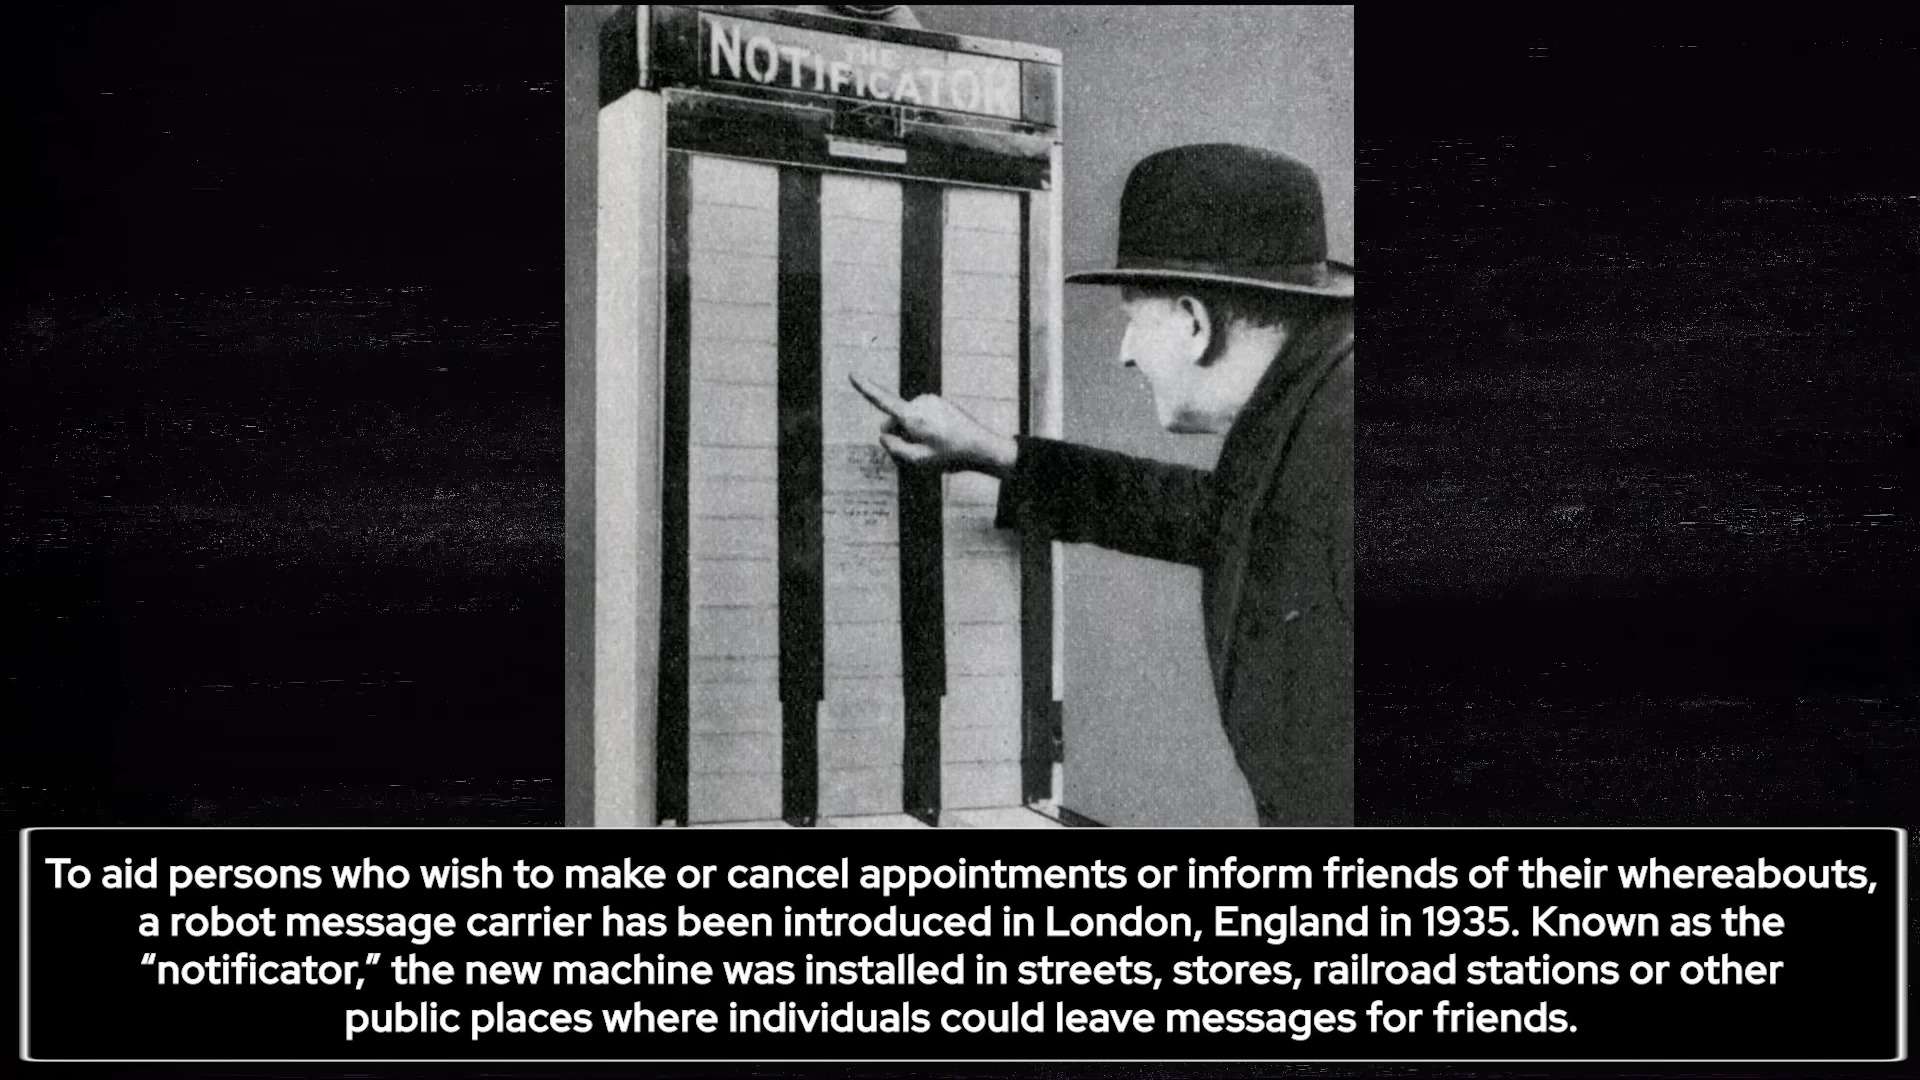 THE
NOTIFICATOR
To aid persons who wish to make or cancel appointments or inform friends of their whereabouts,
a robot message carrier has been introduced in London, England in 1935. Known as the
“notificator,” the new machine was installed in streets, stores, railroad stations or other
public places where individuals could leave messages for friends.